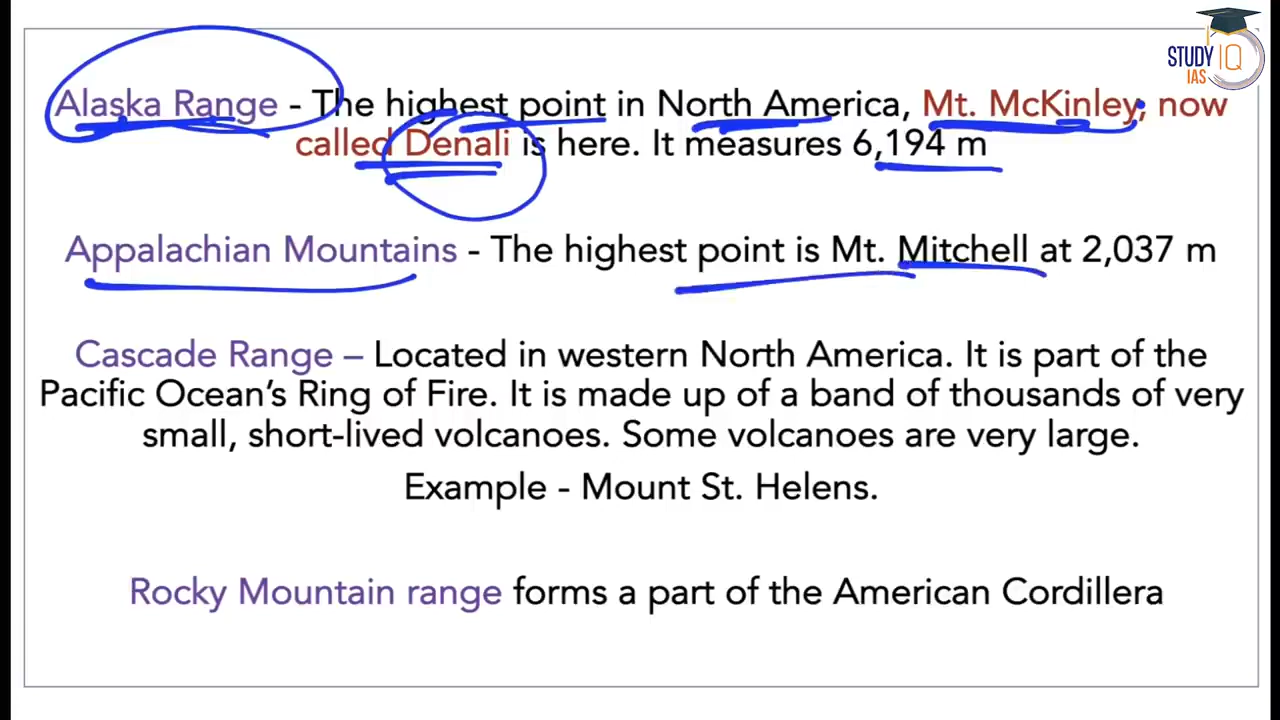 STUDY IQ
IAS
Alaska Range - The highest point in North America, Mt. McKinley, now
called Denali is here. It measures 6,194 m
Appalachian Mountains - The highest point is Mt. Mitchell at 2,037 m
Cascade Range – Located in western North America. It is part of the
Pacific Ocean’s Ring of Fire. It is made up of a band of thousands of very
small, short-lived volcanoes. Some volcanoes are very large.
Example - Mount St. Helens.
Rocky Mountain range forms a part of the American Cordillera